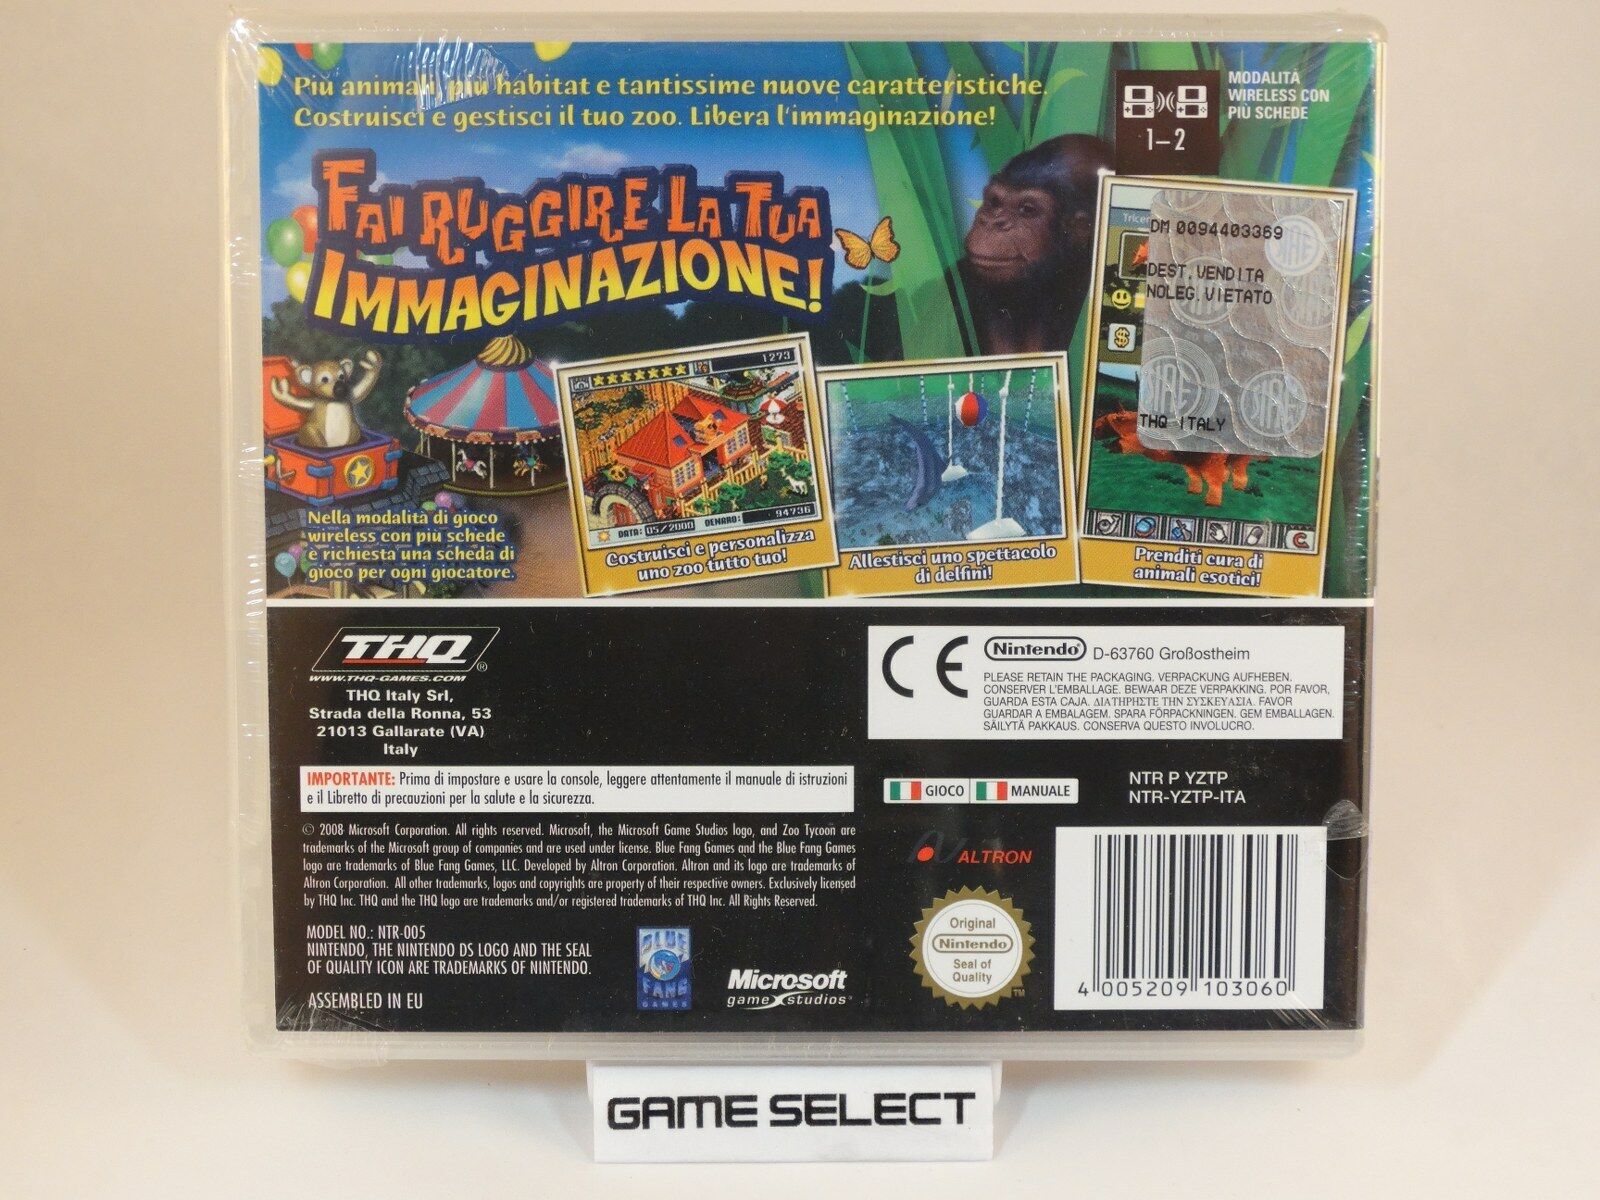 Più animali, più habitat e tantissime nuove caratteristiche.
Costruisci e gestisci il tuo zoo. Libera l'immaginazione!
MODALITÀ
WIRELESS CON
PIÙ SCHEDE
1–2
FAI RUGGIRE LA TUA
IMMAGINAZIONE!
Tricer
DM 0094403369
DEST.VENDITA
NOLEG.VIETATO
SIAE
SIAE
SIAE
THQ ITALY
1273
DATA: 05/2000 DENARO: 94736
Costruisci e personalizza
uno zoo tutto tuo!
Allestisci uno spettacolo
di delfini!
Prenditi cura di
animali esotici!
Nella modalità di gioco
wireless con più schede
è richiesta una scheda di
gioco per ogni giocatore.
THQ®
WWW.THQ-GAMES.COM
THQ Italy Srl,
Strada della Ronna, 53
21013 Gallarate (VA)
Italy
CE Nintendo® D-63760 Großostheim
PLEASE RETAIN THE PACKAGING. VERPACKUNG AUFHEBEN.
CONSERVER L'EMBALLAGE. BEWAAR DEZE VERPAKKING. POR FAVOR,
GUARDA ESTA CAJA. ΔΙΑΤΗΡΗΣΤΕ ΤΗΝ ΣΥΣΚΕΥΑΣΙΑ. FAVOR
GUARDAR A EMBALAGEM. SPARA FÖRPACKNINGEN. GEM EMBALLAGEN.
SÄILYTÄ PAKKAUS. CONSERVA QUESTO INVOLUCRO.
IMPORTANTE: Prima di impostare e usare la console, leggere attentamente il manuale di istruzioni
e il Libretto di precauzioni per la salute e la sicurezza.
GIOCO MANUALE
NTR P YZTP
NTR-YZTP-ITA
© 2008 Microsoft Corporation. All rights reserved. Microsoft, the Microsoft Game Studios logo, and Zoo Tycoon are
trademarks of the Microsoft group of companies and are used under license. Blue Fang Games and the Blue Fang Games
logo are trademarks of Blue Fang Games, LLC. Developed by Altron Corporation. Altron and its logo are trademarks of
Altron Corporation. All other trademarks, logos and copyrights are property of their respective owners. Exclusively licensed
by THQ Inc. THQ and the THQ logo are trademarks and/or registered trademarks of THQ Inc. All Rights Reserved.
ALTRON
MODEL NO.: NTR-005
NINTENDO, THE NINTENDO DS LOGO AND THE SEAL
OF QUALITY ICON ARE TRADEMARKS OF NINTENDO.
ASSEMBLED IN EU
BLUE
FANG
GAMES
Microsoft
game studios®
Original
Nintendo®
Seal of
Quality
TM
4 005209 103060
GAME SELECT